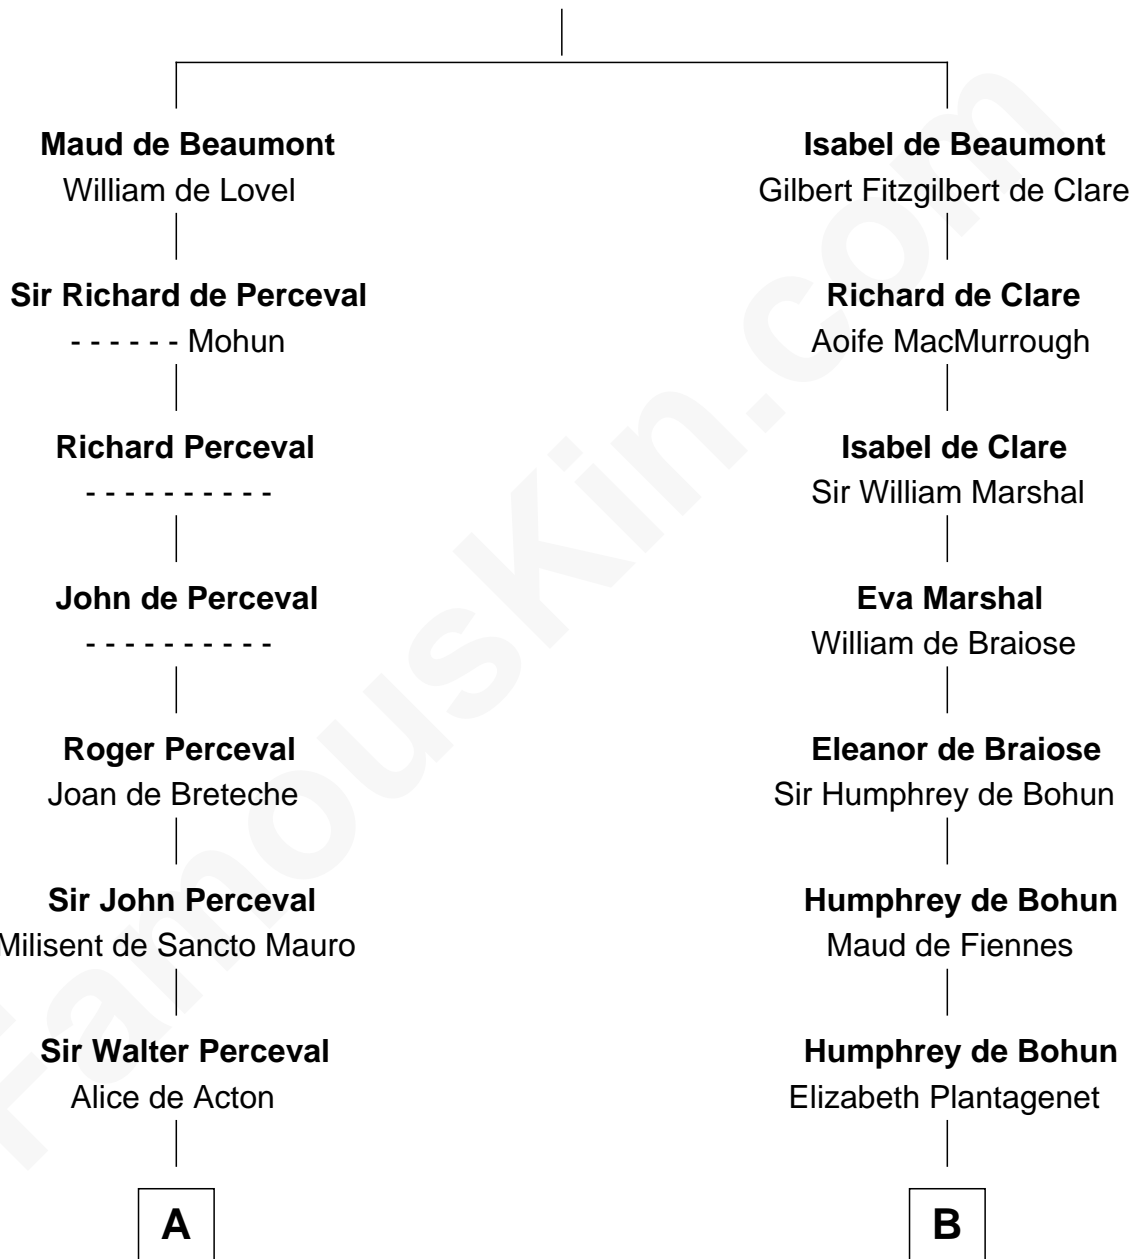 Maud de Beaumont
William de Lovel
Isabel de Beaumont
Gilbert Fitzgilbert de Clare
Sir Richard de Perceval
- - - - - - Mohun
Richard de Clare
Aoife MacMurrough
Richard Perceval
- - - - - - - - - -
Isabel de Clare
Sir William Marshal
John de Perceval
- - - - - - - - - -
Eva Marshal
William de Braiose
Roger Perceval
Joan de Breteche
Eleanor de Braiose
Sir Humphrey de Bohun
Sir John Perceval
Milisent de Sancto Mauro
Humphrey de Bohun
Maud de Fiennes
Sir Walter Perceval
Alice de Acton
Humphrey de Bohun
Elizabeth Plantagenet
A
B
FamousKin.com